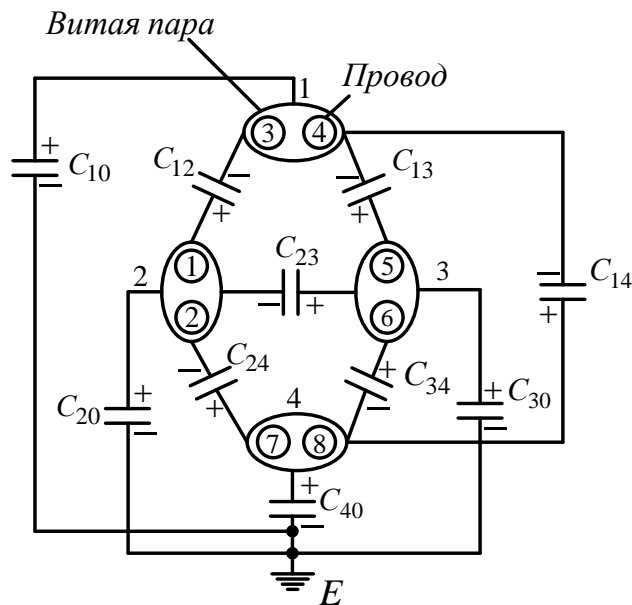 Витая пара
Провод
1
3
4
+
−
C₁₀
C₁₂
−
+
C₁₃
−
+
2
1
2
C₂₃
−
+
5
6
3
−
C₁₄
+
C₂₄
−
+
C₃₄
+
−
C₂₀
+
−
+
C₃₀
−
4
7
8
+
C₄₀
−
E